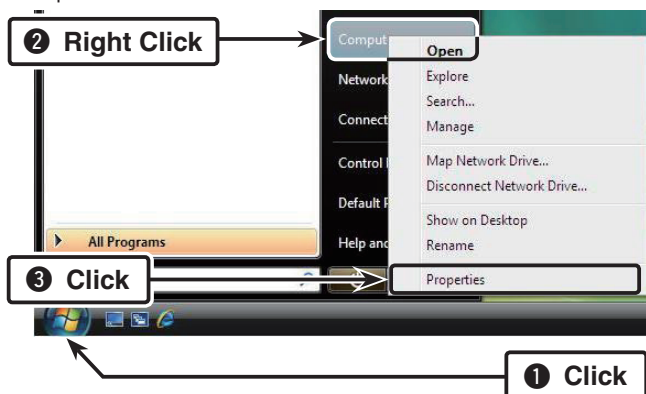 ❷ Right Click
Comput
Network
Connect
Control
Default P
Help and
Open
Explore
Search...
Manage
Map Network Drive...
Disconnect Network Drive...
Show on Desktop
Rename
Properties
All Programs
❸ Click
❶ Click